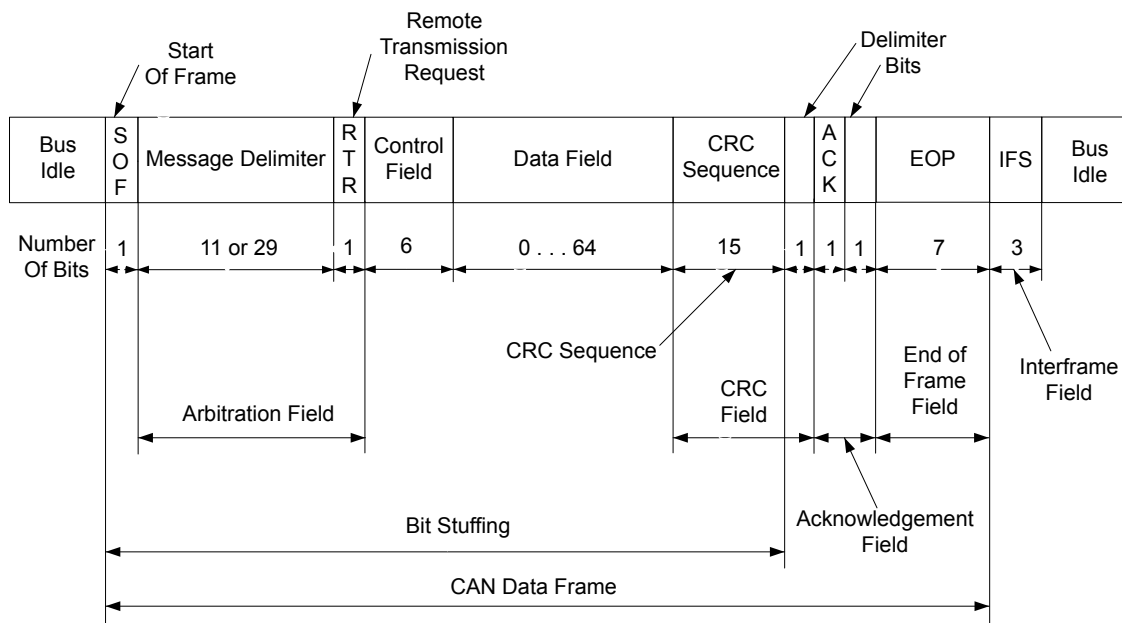 Start
Of Frame
Remote
Transmission
Request
Delimiter
Bits
Bus
Idle
S
O
F
Message Delimiter
R
T
R
Control
Field
Data Field
CRC
Sequence
A
C
K
EOP
IFS
Bus
Idle
Number
Of Bits
1
11 or 29
1
6
0 . . . 64
15
1
1
1
7
3
CRC Sequence
End of
Frame
Field
Interframe
Field
Arbitration Field
CRC
Field
Bit Stuffing
Acknowledgement
Field
CAN Data Frame